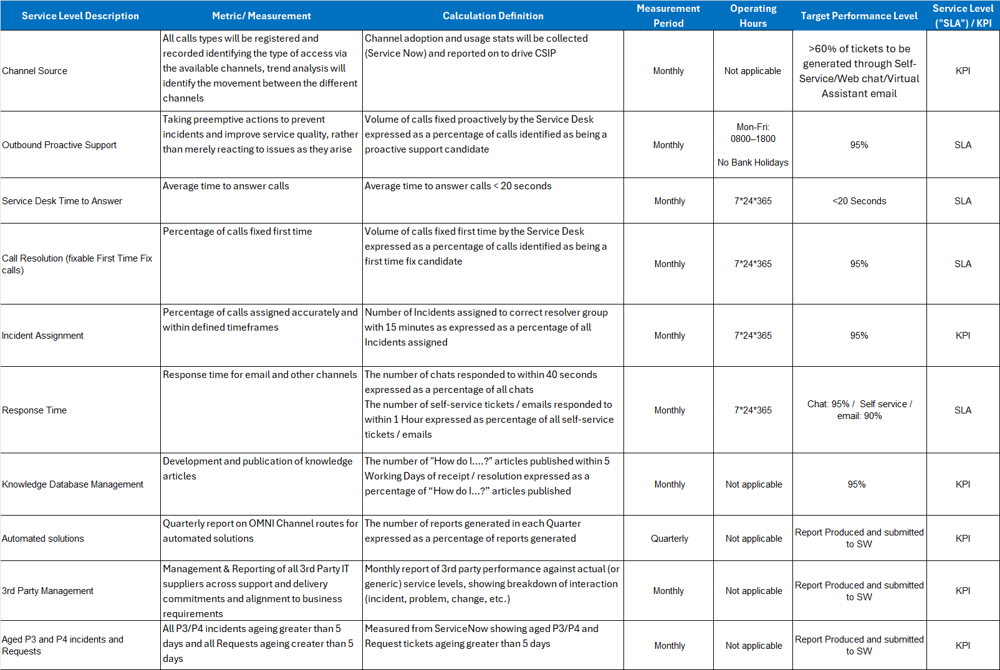 Service Level Description
Metric/ Measurement
Calculation Definition
Measurement
Period
Operating
Hours
Target Performance Level
Service Level
("SLA") / KPI
Channel Source
All calls types will be registered and
recorded identifying the type of access via
the available channels, trend analysis will
identify the movement between the different
channels
Channel adoption and usage stats will be collected
(Service Now) and reported on to drive CSIP
Monthly
Not applicable
>60% of tickets to be
generated through Self-
Service/Web chat/Virtual
Assistant email
KPI
Outbound Proactive Support
Taking preemptive actions to prevent
incidents and improve service quality, rather
than merely reacting to issues as they arise
Volume of calls fixed proactively by the Service Desk
expressed as a percentage of calls identified as being a
proactive support candidate
Monthly
Mon-Fri:
0800–1800
No Bank Holidays
95%
SLA
Service Desk Time to Answer
Average time to answer calls
Average time to answer calls < 20 seconds
Monthly
7*24*365
<20 Seconds
SLA
Call Resolution (fixable First Time Fix
calls)
Percentage of calls fixed first time
Volume of calls fixed first time by the Service Desk
expressed as a percentage of calls identified as being a
first time fix candidate
Monthly
7*24*365
95%
SLA
Incident Assignment
Percentage of calls assigned accurately and
within defined timeframes
Number of Incidents assigned to correct resolver group
with 15 minutes as expressed as a percentage of all
Incidents assigned
Monthly
7*24*365
95%
KPI
Response Time
Response time for email and other channels
The number of chats responded to within 40 seconds
expressed as a percentage of all chats
The number of self-service tickets / emails responded to
within 1 Hour expressed as percentage of all self-service
tickets / emails
Monthly
7*24*365
Chat: 95% /  Self service /
email: 90%
SLA
Knowledge Database Management
Development and publication of knowledge
articles
The number of "How do I....?" articles published within 5
Working Days of receipt / resolution expressed as a
percentage of “How do I...?” articles published
Monthly
Not applicable
95%
KPI
Automated solutions
Quarterly report on OMNI Channel routes for
automated solutions
The number of reports generated in each Quarter
expressed as a percentage of reports generated
Quarterly
Not applicable
Report Produced and submitted
to SW
KPI
3rd Party Management
Management & Reporting of all 3rd Party IT
suppliers across support and delivery
commitments and alignment to business
requirements
Monthly report of 3rd party performance against actual (or
generic) service levels, showing breakdown of interaction
(incident, problem, change, etc.)
Monthly
Not applicable
Report Produced and submitted
to SW
KPI
Aged P3 and P4 incidents and
Requests
All P3/P4 incidents ageing greater than 5
days and all Requests ageing creater than 5
days
Measured from ServiceNow showing aged P3/P4 and
Request tickets ageing greater than 5 days
Monthly
Not applicable
Report Produced and submitted
to SW
KPI